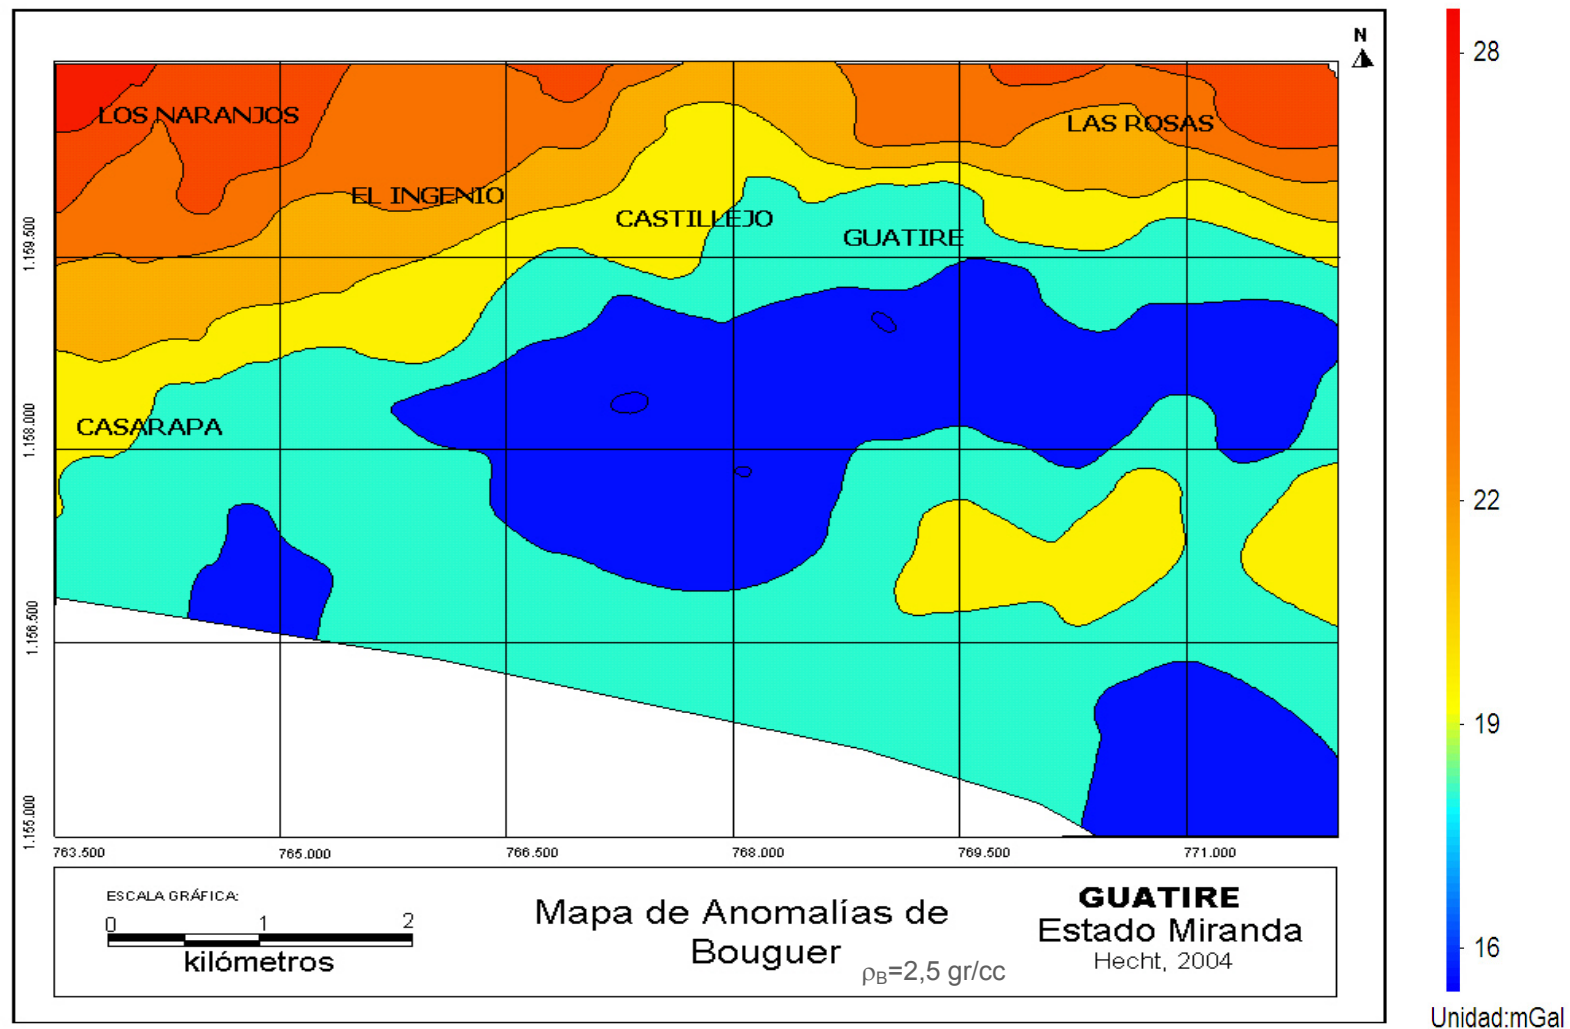 N
28
LOS NARANJOS
LAS ROSAS
EL INGENIO
CASTILLEJO
GUATIRE
1.159.500
CASARAPA
1.158.000
22
1.156.500
19
1.155.000
763.500 765.000 766.500 768.000 769.500 771.000
ESCALA GRÁFICA:
0 1 2
kilómetros
Mapa de Anomalías de
Bouguer
ρB=2,5 gr/cc
GUATIRE
Estado Miranda
Hecht, 2004
16
Unidad:mGal